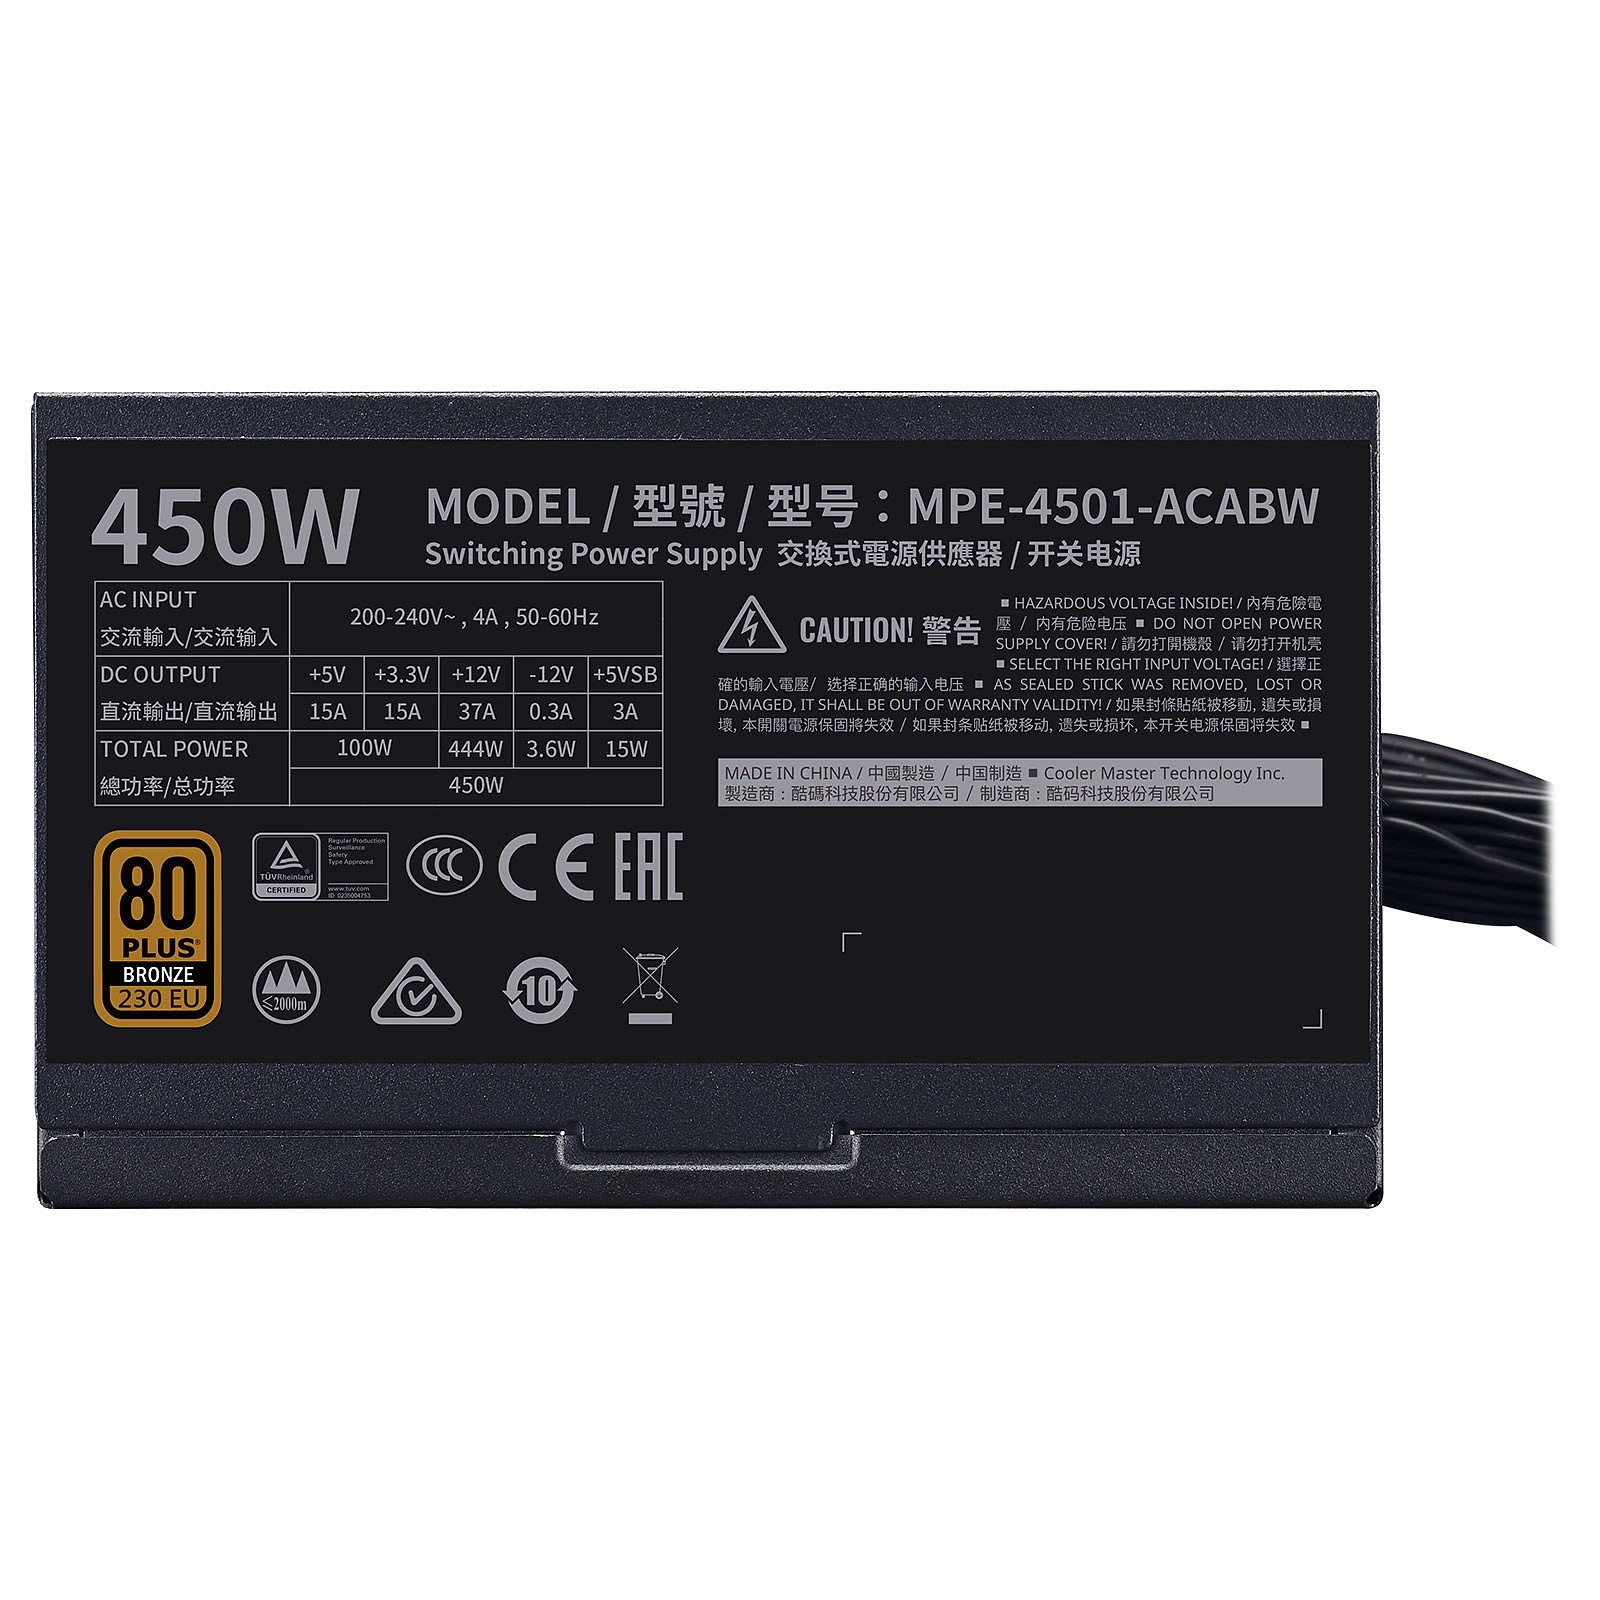 450W
MODEL / 型號 / 型号：MPE-4501-ACABW
Switching Power Supply 交換式電源供應器 / 开关电源
AC INPUT
交流輸入/交流输入
200-240V~ , 4A , 50-60Hz
DC OUTPUT
直流輸出/直流输出
+5V +3.3V +12V -12V +5VSB
15A 15A 37A 0.3A 3A
TOTAL POWER
總功率/总功率
100W 444W 3.6W 15W
450W
CAUTION! 警告
■ HAZARDOUS VOLTAGE INSIDE! / 內有危險電
壓 / 内有危险电压 ■ DO NOT OPEN POWER
SUPPLY COVER! / 請勿打開機殼 / 请勿打开机壳
■ SELECT THE RIGHT INPUT VOLTAGE! / 選擇正
確的輸入電壓/ 选择正确的输入电压 ■ AS SEALED STICK WAS REMOVED, LOST OR
DAMAGED, IT SHALL BE OUT OF WARRANTY VALIDITY! / 如果封條貼紙被移動, 遺失或損
壞, 本開關電源保固將失效 / 如果封条贴纸被移动, 遗失或损坏, 本开关电源保固将失效 ■
MADE IN CHINA / 中國製造 / 中国制造 ■ Cooler Master Technology Inc.
製造商：酷碼科技股份有限公司 / 制造商：酷码科技股份有限公司
80
PLUS®
BRONZE
230 EU
TÜVRheinland®
CERTIFIED
Regular Production
Surveillance
Safety
Type Approved
www.tuv.com
ID 0235004753
CCC
CE
EAC
≤2000m
10